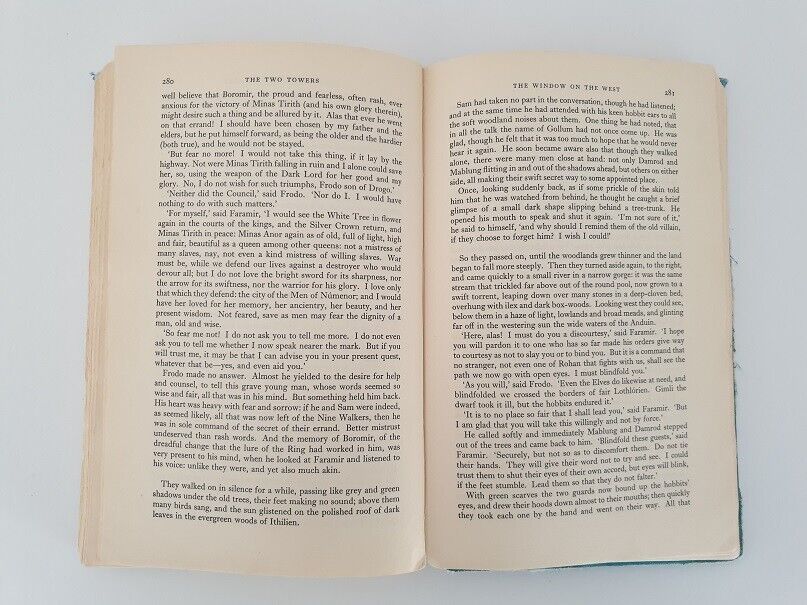 280 THE TWO TOWERS
well believe that Boromir, the proud and fearless, often rash, ever
anxious for the victory of Minas Tirith (and his own glory therein),
might desire such a thing and be allured by it. Alas that ever he went
on that errand! I should have been chosen by my father and the
elders, but he put himself forward, as being the older and the hardier
(both true), and he would not be stayed.
'But fear no more! I would not take this thing, if it lay by the
highway. Not were Minas Tirith falling in ruin and I alone could save
her, so, using the weapon of the Dark Lord for her good and my
glory. No, I do not wish for such triumphs, Frodo son of Drogo.'
'Neither did the Council,' said Frodo. 'Nor do I. I would have
nothing to do with such matters.'
'For myself,' said Faramir, 'I would see the White Tree in flower
again in the courts of the kings, and the Silver Crown return, and
Minas Tirith in peace: Minas Anor again as of old, full of light, high
and fair, beautiful as a queen among other queens: not a mistress of
many slaves, nay, not even a kind mistress of willing slaves. War
must be, while we defend our lives against a destroyer who would
devour all; but I do not love the bright sword for its sharpness, nor
the arrow for its swiftness, nor the warrior for his glory. I love only
that which they defend: the city of the Men of Númenor; and I would
have her loved for her memory, her ancientry, her beauty, and her
present wisdom. Not feared, save as men may fear the dignity of a
man, old and wise.
'So fear me not! I do not ask you to tell me more. I do not even
ask you to tell me whether I now speak nearer the mark. But if you
will trust me, it may be that I can advise you in your present quest,
whatever that be—yes, and even aid you.'
Frodo made no answer. Almost he yielded to the desire for help
and counsel, to tell this grave young man, whose words seemed so
wise and fair, all that was in his mind. But something held him back.
His heart was heavy with fear and sorrow: if he and Sam were indeed,
as seemed likely, all that was now left of the Nine Walkers, then he
was in sole command of the secret of their errand. Better mistrust
undeserved than rash words. And the memory of Boromir, of the
dreadful change that the lure of the Ring had worked in him, was
very present to his mind, when he looked at Faramir and listened to
his voice: unlike they were, and yet also much akin.
They walked on in silence for a while, passing like grey and green
shadows under the old trees, their feet making no sound; above them
many birds sang, and the sun glistened on the polished roof of dark
leaves in the evergreen woods of Ithilien.
THE WINDOW ON THE WEST 281
Sam had taken no part in the conversation, though he had listened;
and at the same time he had attended with his keen hobbit ears to all
the soft woodland noises about them. One thing he had noted, that
in all the talk the name of Gollum had not once come up. He was
glad, though he felt that it was too much to hope that he would never
hear it again. He soon became aware also that though they walked
alone, there were many men close at hand: not only Damrod and
Mablung flitting in and out of the shadows ahead, but others on either
side, all making their swift secret way to some appointed place.
Once, looking suddenly back, as if some prickle of the skin told
him that he was watched from behind, he thought he caught a brief
glimpse of a small dark shape slipping behind a tree-trunk. He
opened his mouth to speak and shut it again. 'I'm not sure of it,'
he said to himself, 'and why should I remind them of the old villain,
if they choose to forget him? I wish I could!'
So they passed on, until the woodlands grew thinner and the land
began to fall more steeply. Then they turned aside again, to the right,
and came quickly to a small river in a narrow gorge: it was the same
stream that trickled far above out of the round pool, now grown to a
swift torrent, leaping down over many stones in a deep-cloven bed,
overhung with ilex and dark box-woods. Looking west they could see,
below them in a haze of light, lowlands and broad meads, and glinting
far off in the westering sun the wide waters of the Anduin.
'Here, alas! I must do you a discourtesy,' said Faramir. 'I hope
you will pardon it to one who has so far made his orders give way
to courtesy as not to slay you or to bind you. But it is a command that
no stranger, not even one of Rohan that fights with us, shall see the
path we now go with open eyes. I must blindfold you.'
'As you will,' said Frodo. 'Even the Elves do likewise at need, and
blindfolded we crossed the borders of fair Lothlórien. Gimli the
dwarf took it ill, but the hobbits endured it.'
'It is to no place so fair that I shall lead you,' said Faramir. 'But
I am glad that you will take this willingly and not by force.'
He called softly and immediately Mablung and Damrod stepped
out of the trees and came back to him. 'Blindfold these guests,' said
Faramir. 'Securely, but not so as to discomfort them. Do not tie
their hands. They will give their word not to try and see. I could
trust them to shut their eyes of their own accord, but eyes will blink,
if the feet stumble. Lead them so that they do not falter.'
With green scarves the two guards now bound up the hobbits'
eyes, and drew their hoods down almost to their mouths; then quickly
they took each one by the hand and went on their way. All that